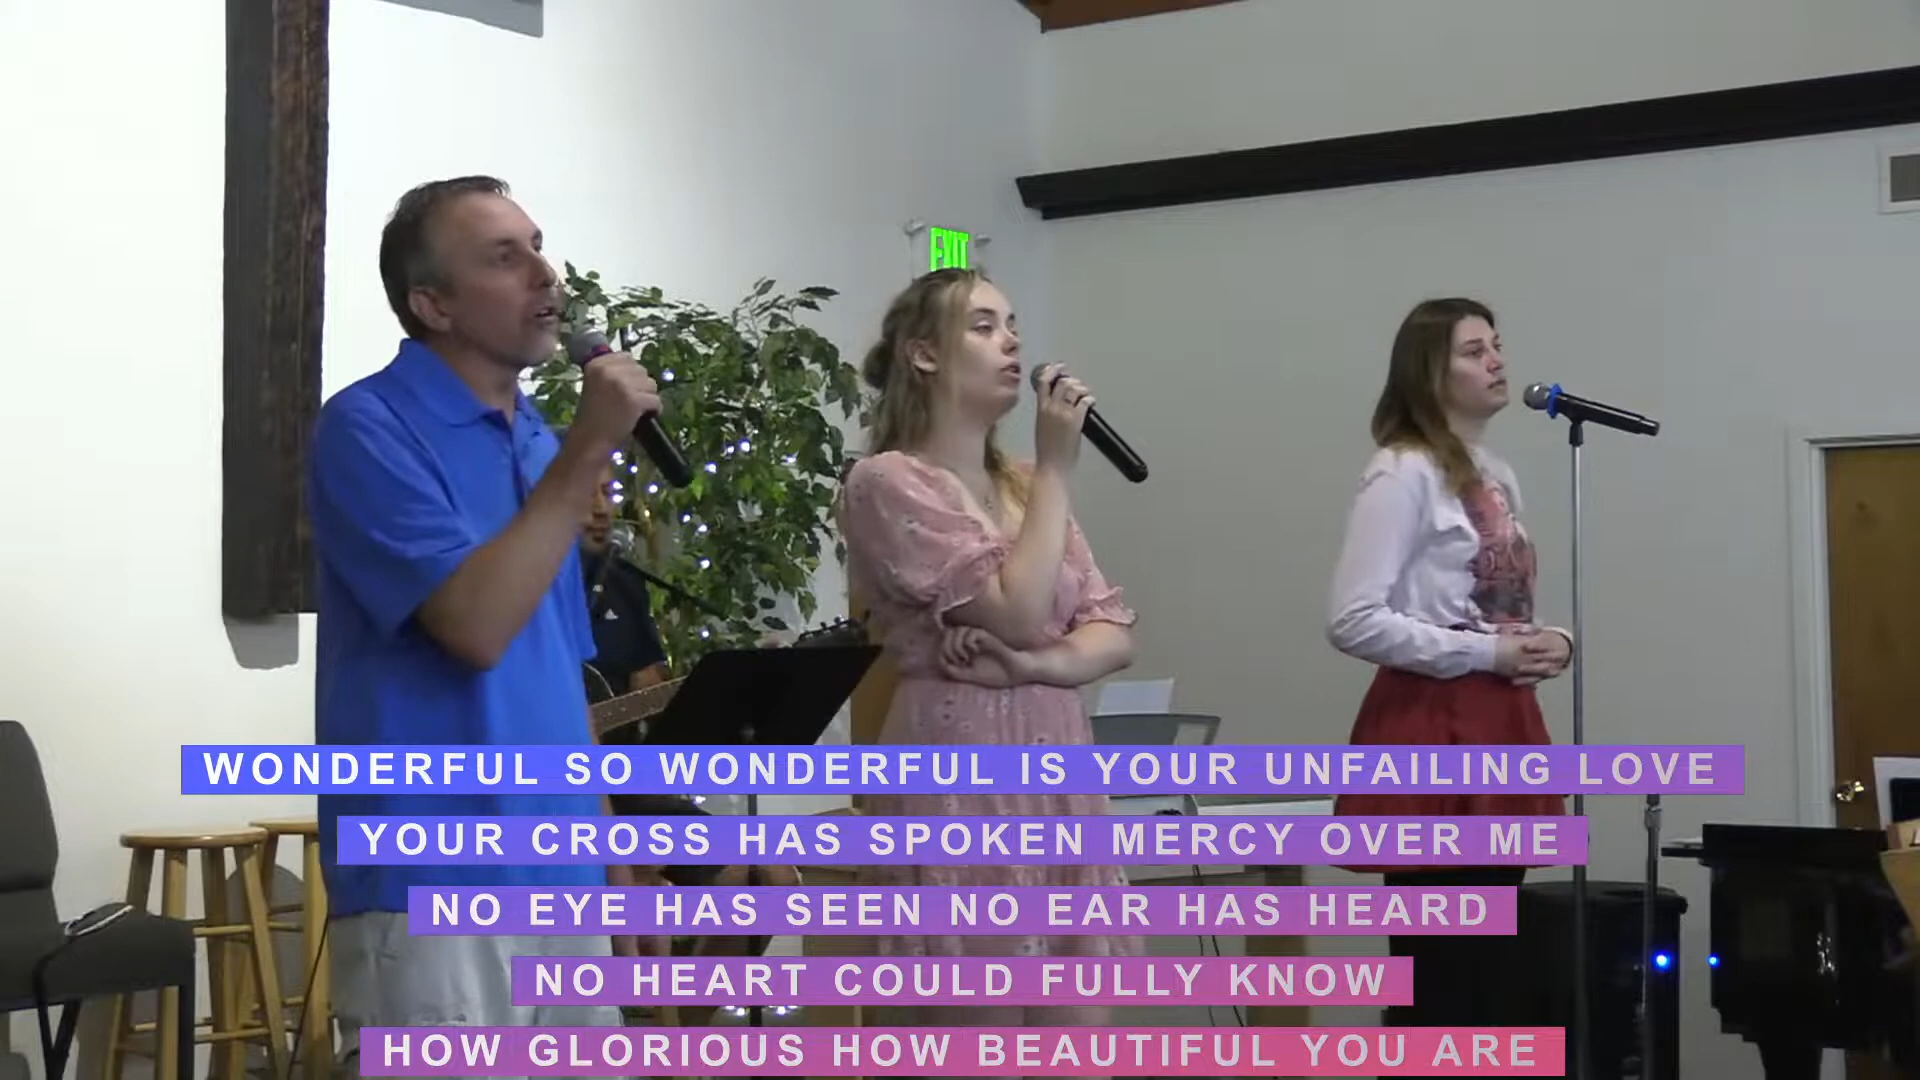 EXIT
WONDERFUL SO WONDERFUL IS YOUR UNFAILING LOVE
YOUR CROSS HAS SPOKEN MERCY OVER ME
NO EYE HAS SEEN NO EAR HAS HEARD
NO HEART COULD FULLY KNOW
HOW GLORIOUS HOW BEAUTIFUL YOU ARE